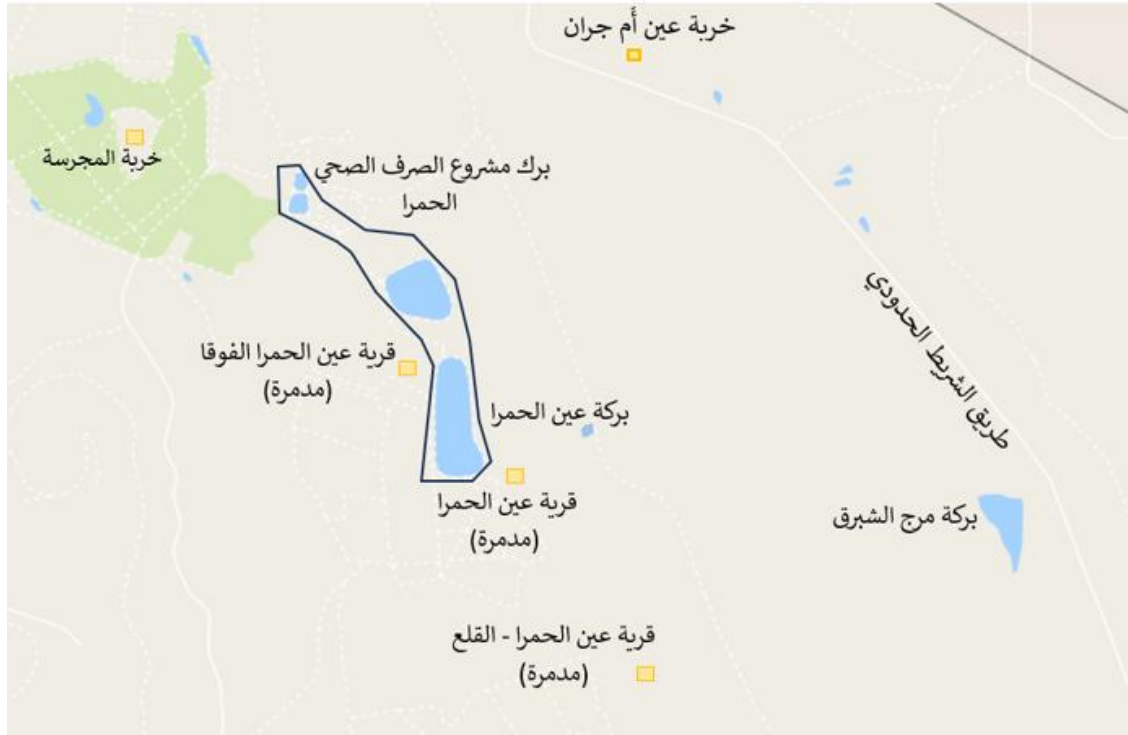 خربة عين أم جران
خربة المجرسة
برك مشروع الصرف الصحي
الحمرا
طريق الشريط الحدودي
قرية عين الحمرا الفوقا
(مدمرة)
بركة عين الحمرا
قرية عين الحمرا
(مدمرة)
بركة مرج الشبرق
قرية عين الحمرا - القلع
(مدمرة)